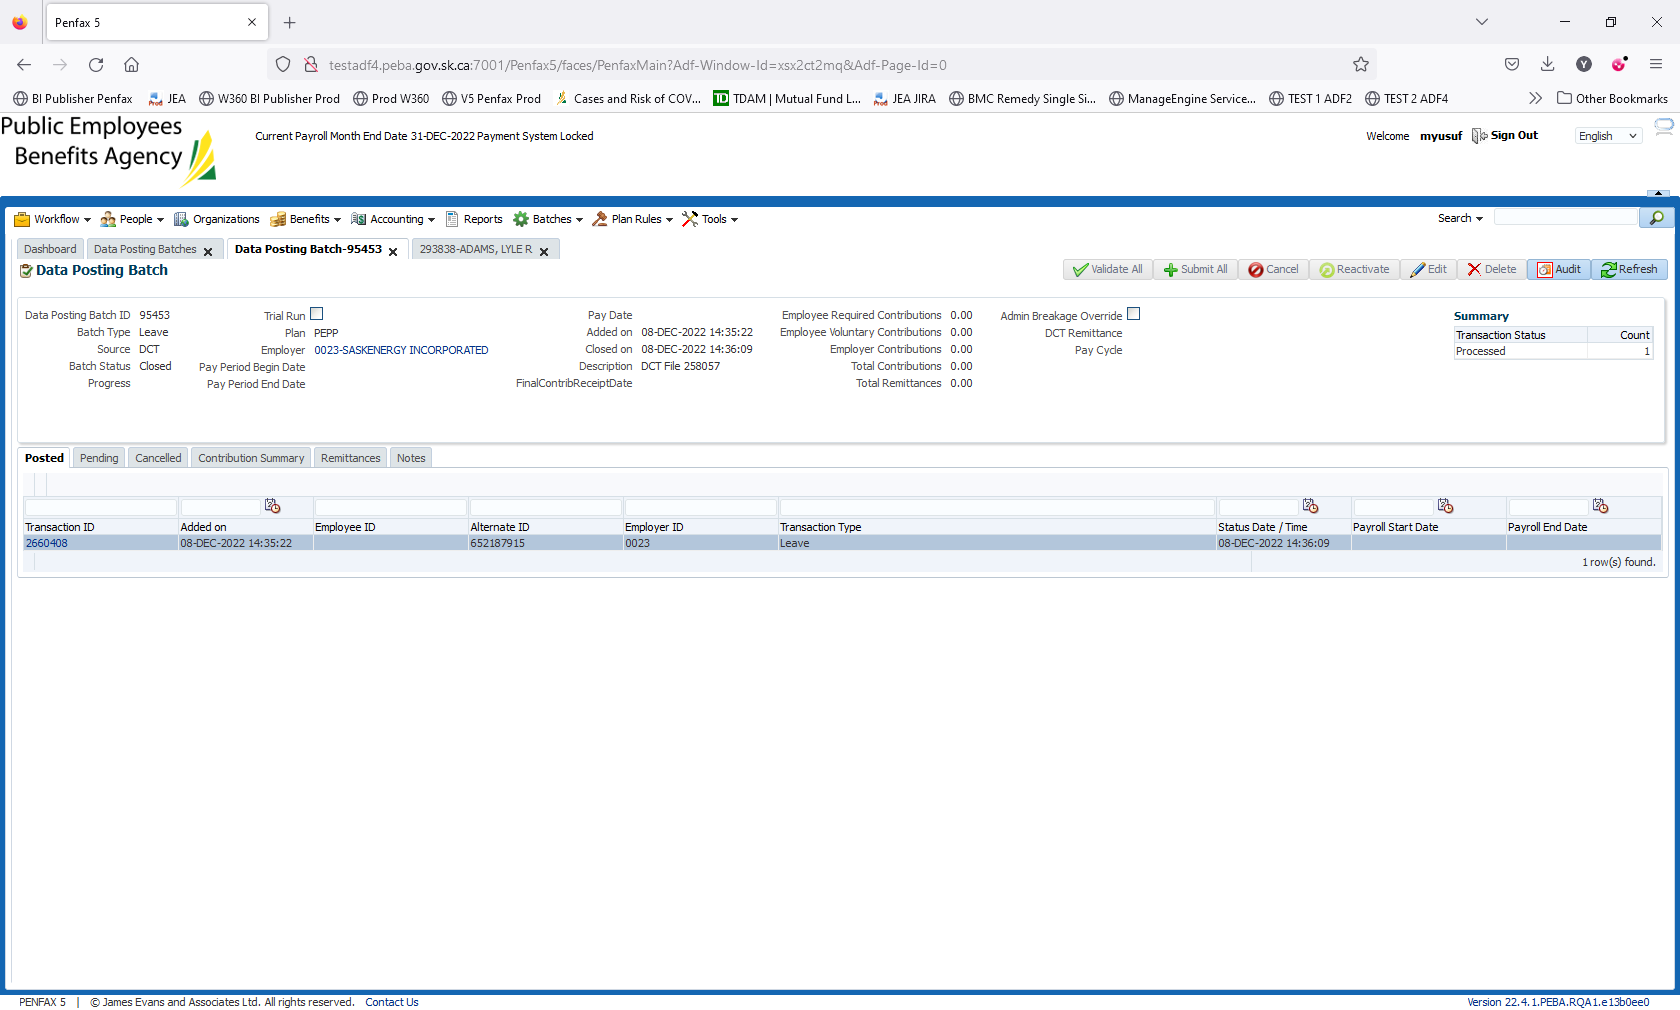 Penfax 5
testadf4.peba.gov.sk.ca:7001/Penfax5/faces/PenfaxMain?Adf-Window-Id=xsx2ct2mq&Adf-Page-Id=0
BI Publisher Penfax JEA W360 BI Publisher Prod Prod W360 V5 Penfax Prod Cases and Risk of COV... TDAM | Mutual Fund L... JEA JIRA BMC Remedy Single Si... ManageEngine Service... TEST 1 ADF2 TEST 2 ADF4 Other Bookmarks
Public Employees
Benefits Agency
Current Payroll Month End Date 31-DEC-2022 Payment System Locked
Welcome myusuf Sign Out English
Workflow People Organizations Benefits Accounting Reports Batches Plan Rules Tools Search
Dashboard Data Posting Batches Data Posting Batch-95453 293838-ADAMS, LYLE R
Data Posting Batch
Validate All Submit All Cancel Reactivate Edit Delete Audit Refresh
Data Posting Batch ID 95453
Batch Type Leave
Source DCT
Batch Status Closed
Progress
Trial Run
Plan PEPP
Employer 0023-SASKENERGY INCORPORATED
Pay Period Begin Date
Pay Period End Date
Pay Date
Added on 08-DEC-2022 14:35:22
Closed on 08-DEC-2022 14:36:09
Description DCT File 258057
FinalContribReceiptDate
Employee Required Contributions 0.00
Employee Voluntary Contributions 0.00
Employer Contributions 0.00
Total Contributions 0.00
Total Remittances 0.00
Admin Breakage Override
DCT Remittance
Pay Cycle
Summary
Transaction Status Count
Processed 1
Posted Pending Cancelled Contribution Summary Remittances Notes
Transaction ID Added on Employee ID Alternate ID Employer ID Transaction Type Status Date / Time Payroll Start Date Payroll End Date
2660408 08-DEC-2022 14:35:22 652187915 0023 Leave 08-DEC-2022 14:36:09
1 row(s) found.
PENFAX 5 | © James Evans and Associates Ltd. All rights reserved. Contact Us
Version 22.4.1.PEBA.RQA1.e13b0ee0